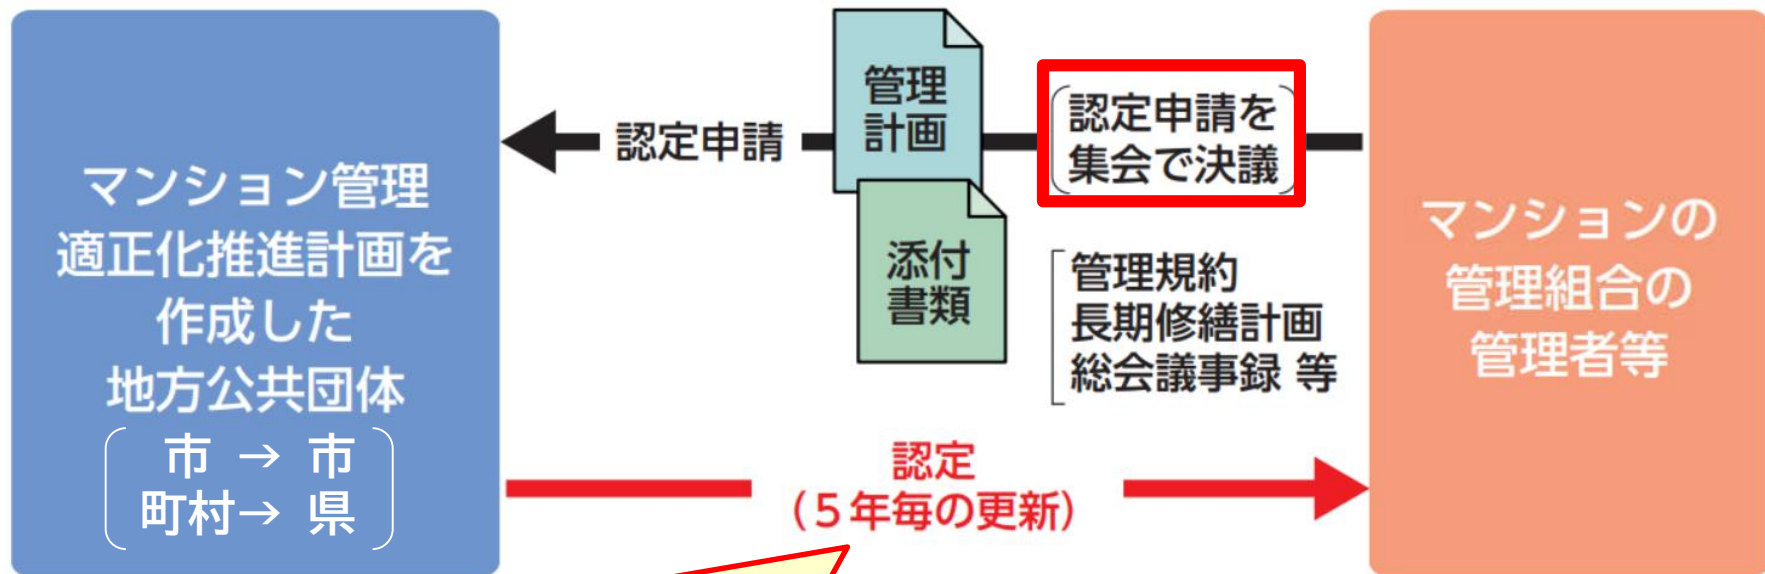 マンション管理
適正化推進計画を
作成した
地方公共団体
市 → 市
町村→ 県
認定申請
管理
計画
添付
書類
認定申請を
集会で決議
管理規約
長期修繕計画
総会議事録 等
認定
(5年毎の更新)
マンションの
管理組合の
管理者等